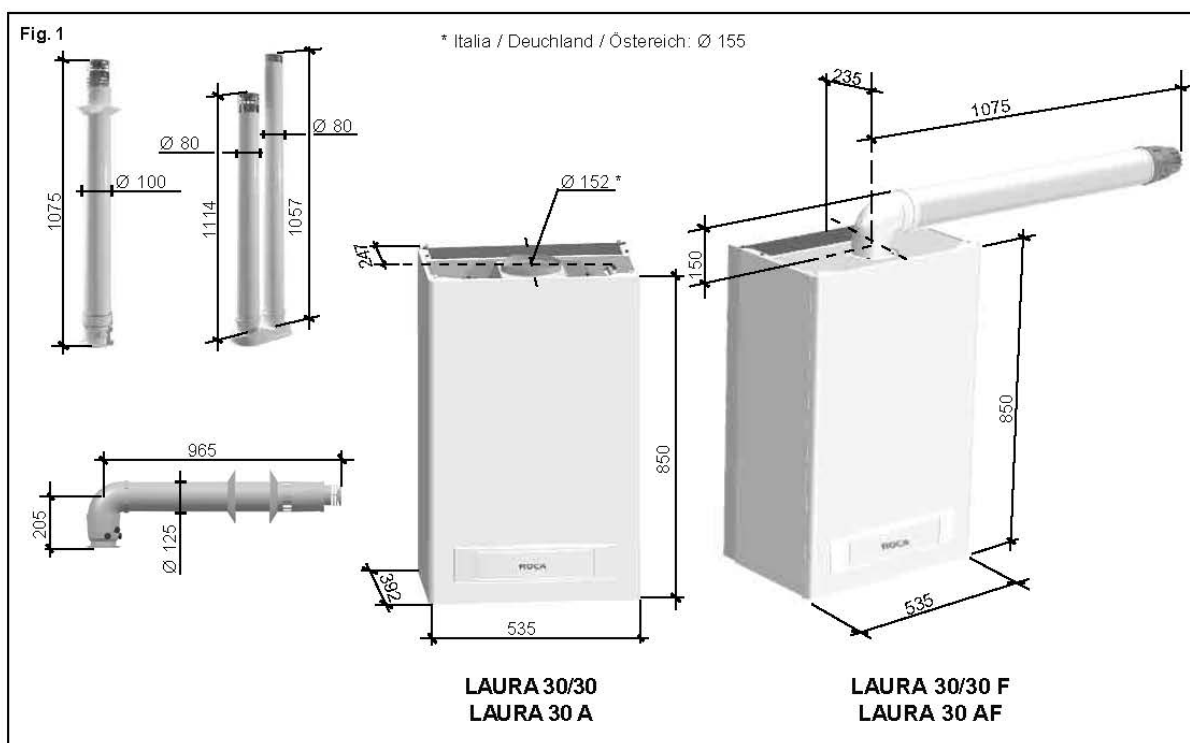 Fig. 1
* Italia / Deuchland / Östereich: Ø 155
1075
Ø 100
Ø 80
Ø 80
1114
1057
965
205
Ø 125
Ø 152 *
247
850
392
535
ROCA
235
1075
150
850
535
ROCA
LAURA 30/30
LAURA 30 A
LAURA 30/30 F
LAURA 30 AF